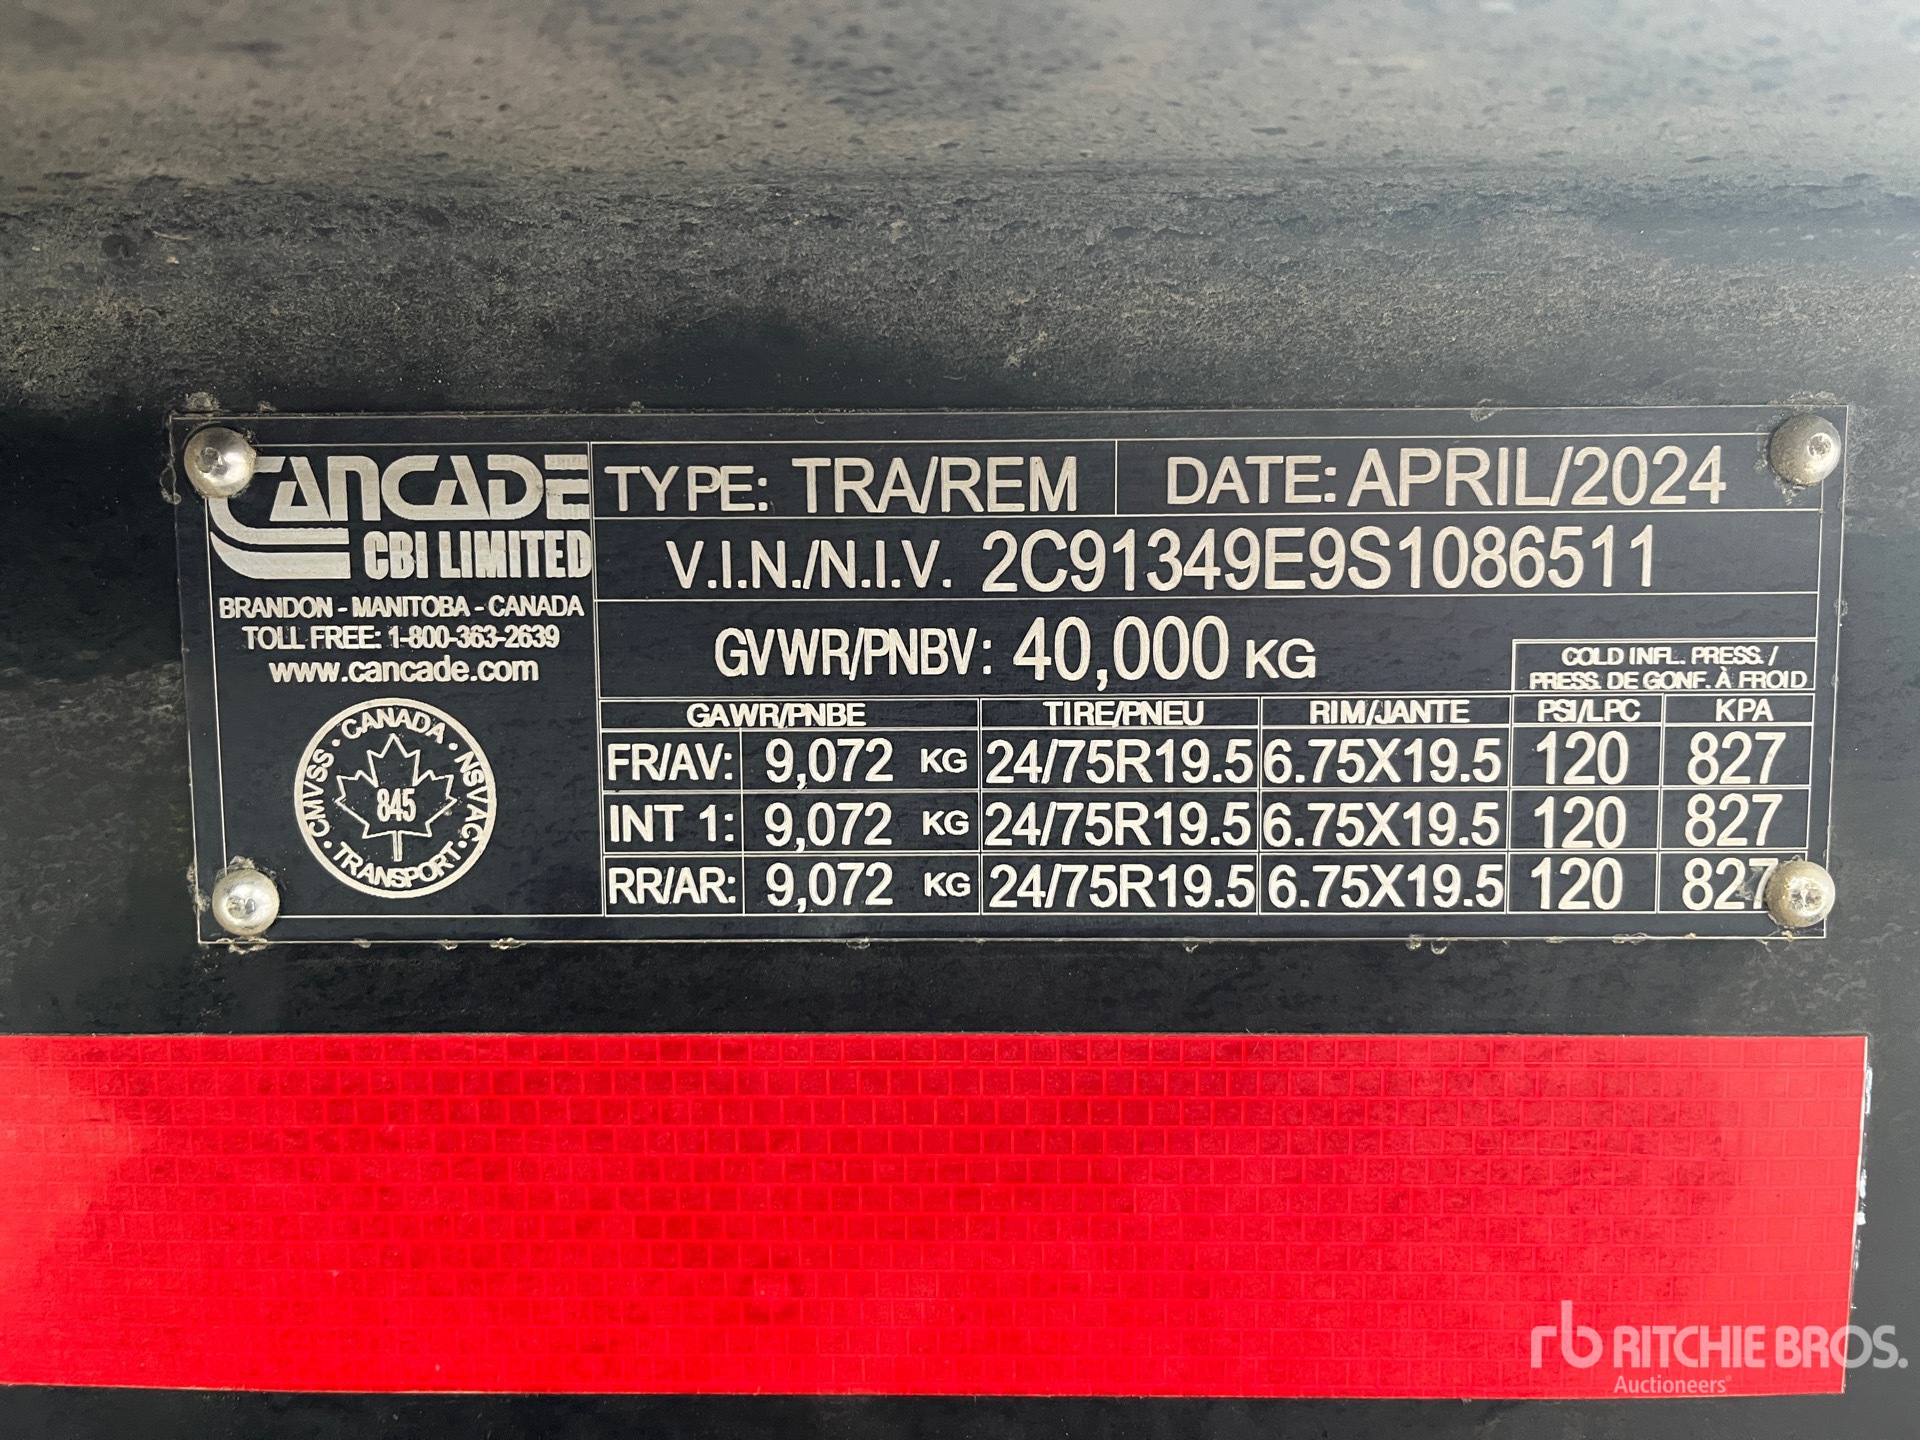 CANCADE
CBI LIMITED
BRANDON - MANITOBA - CANADA
TOLL FREE: 1-800-363-2639
www.cancade.com
CMVSS · CANADA · NSVAC · TRANSPORT ·
845
TYPE: TRA/REM DATE: APRIL/2024
V.I.N./N.I.V. 2C91349E9S1086511
GVWR/PNBV: 40,000 KG
COLD INFL. PRESS. /
PRESS. DE GONF. À FROID
GAWR/PNBE TIRE/PNEU RIM/JANTE PSI/LPC KPA
FR/AV: 9,072 KG 24/75R19.5 6.75X19.5 120 827
INT 1: 9,072 KG 24/75R19.5 6.75X19.5 120 827
RR/AR: 9,072 KG 24/75R19.5 6.75X19.5 120 827
rb RITCHIE BROS.
Auctioneers